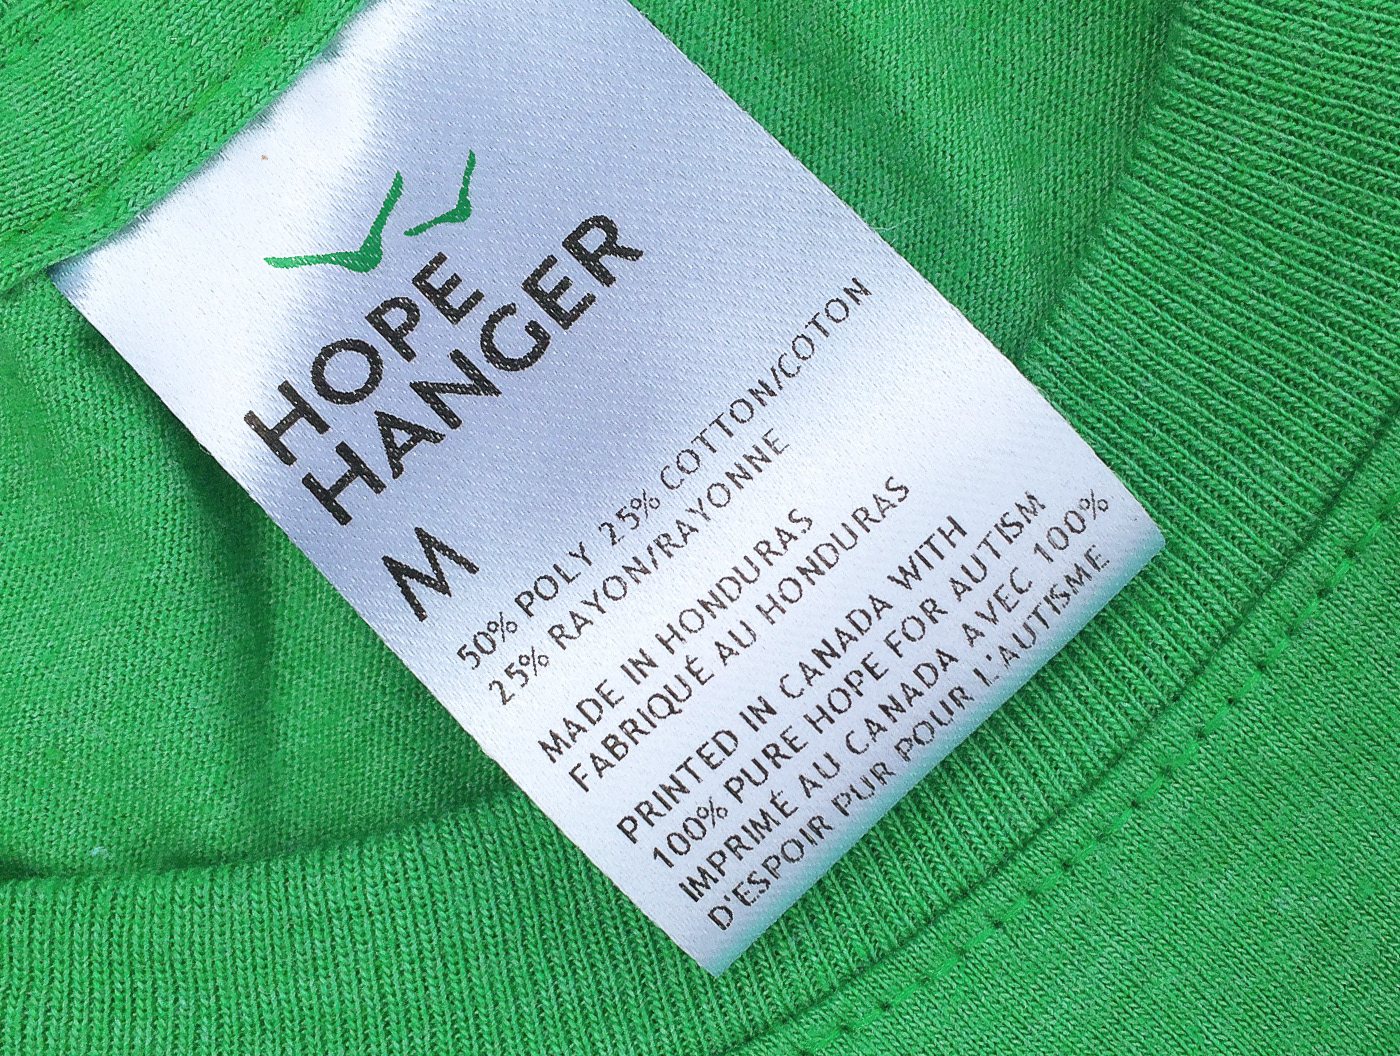 HOPE
HANGER
M
50% POLY 25% COTTON/COTON
25% RAYON/RAYONNE
MADE IN HONDURAS
FABRIQUÉ AU HONDURAS
PRINTED IN CANADA WITH
100% PURE HOPE FOR AUTISM
IMPRIMÉ AU CANADA AVEC 100%
D'ESPOIR PUR POUR L'AUTISME